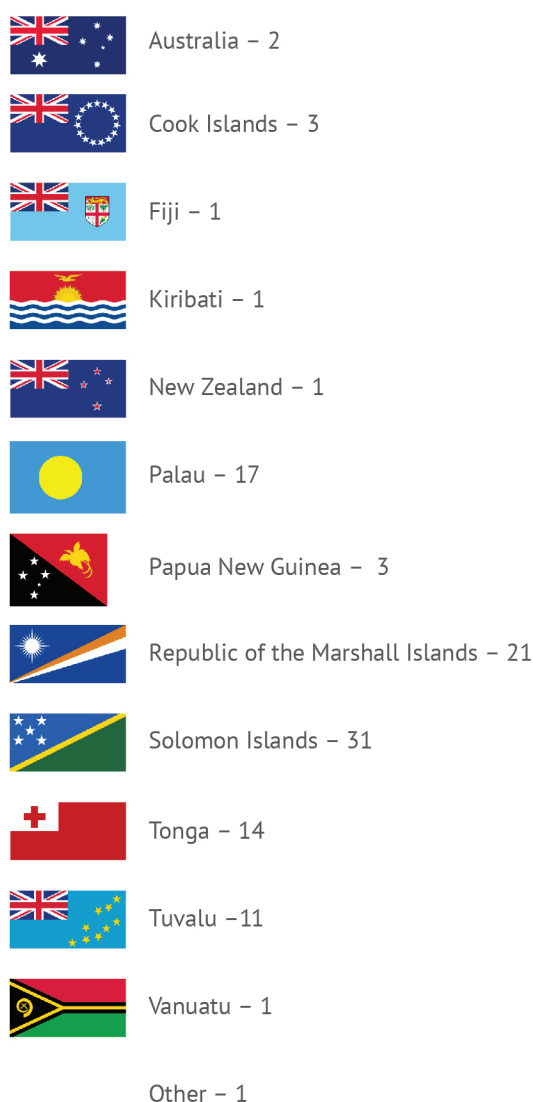 Australia – 2
Cook Islands – 3
Fiji – 1
Kiribati – 1
New Zealand – 1
Palau – 17
Papua New Guinea –  3
Republic of the Marshall Islands – 21
Solomon Islands – 31
Tonga – 14
Tuvalu –11
Vanuatu – 1
Other – 1